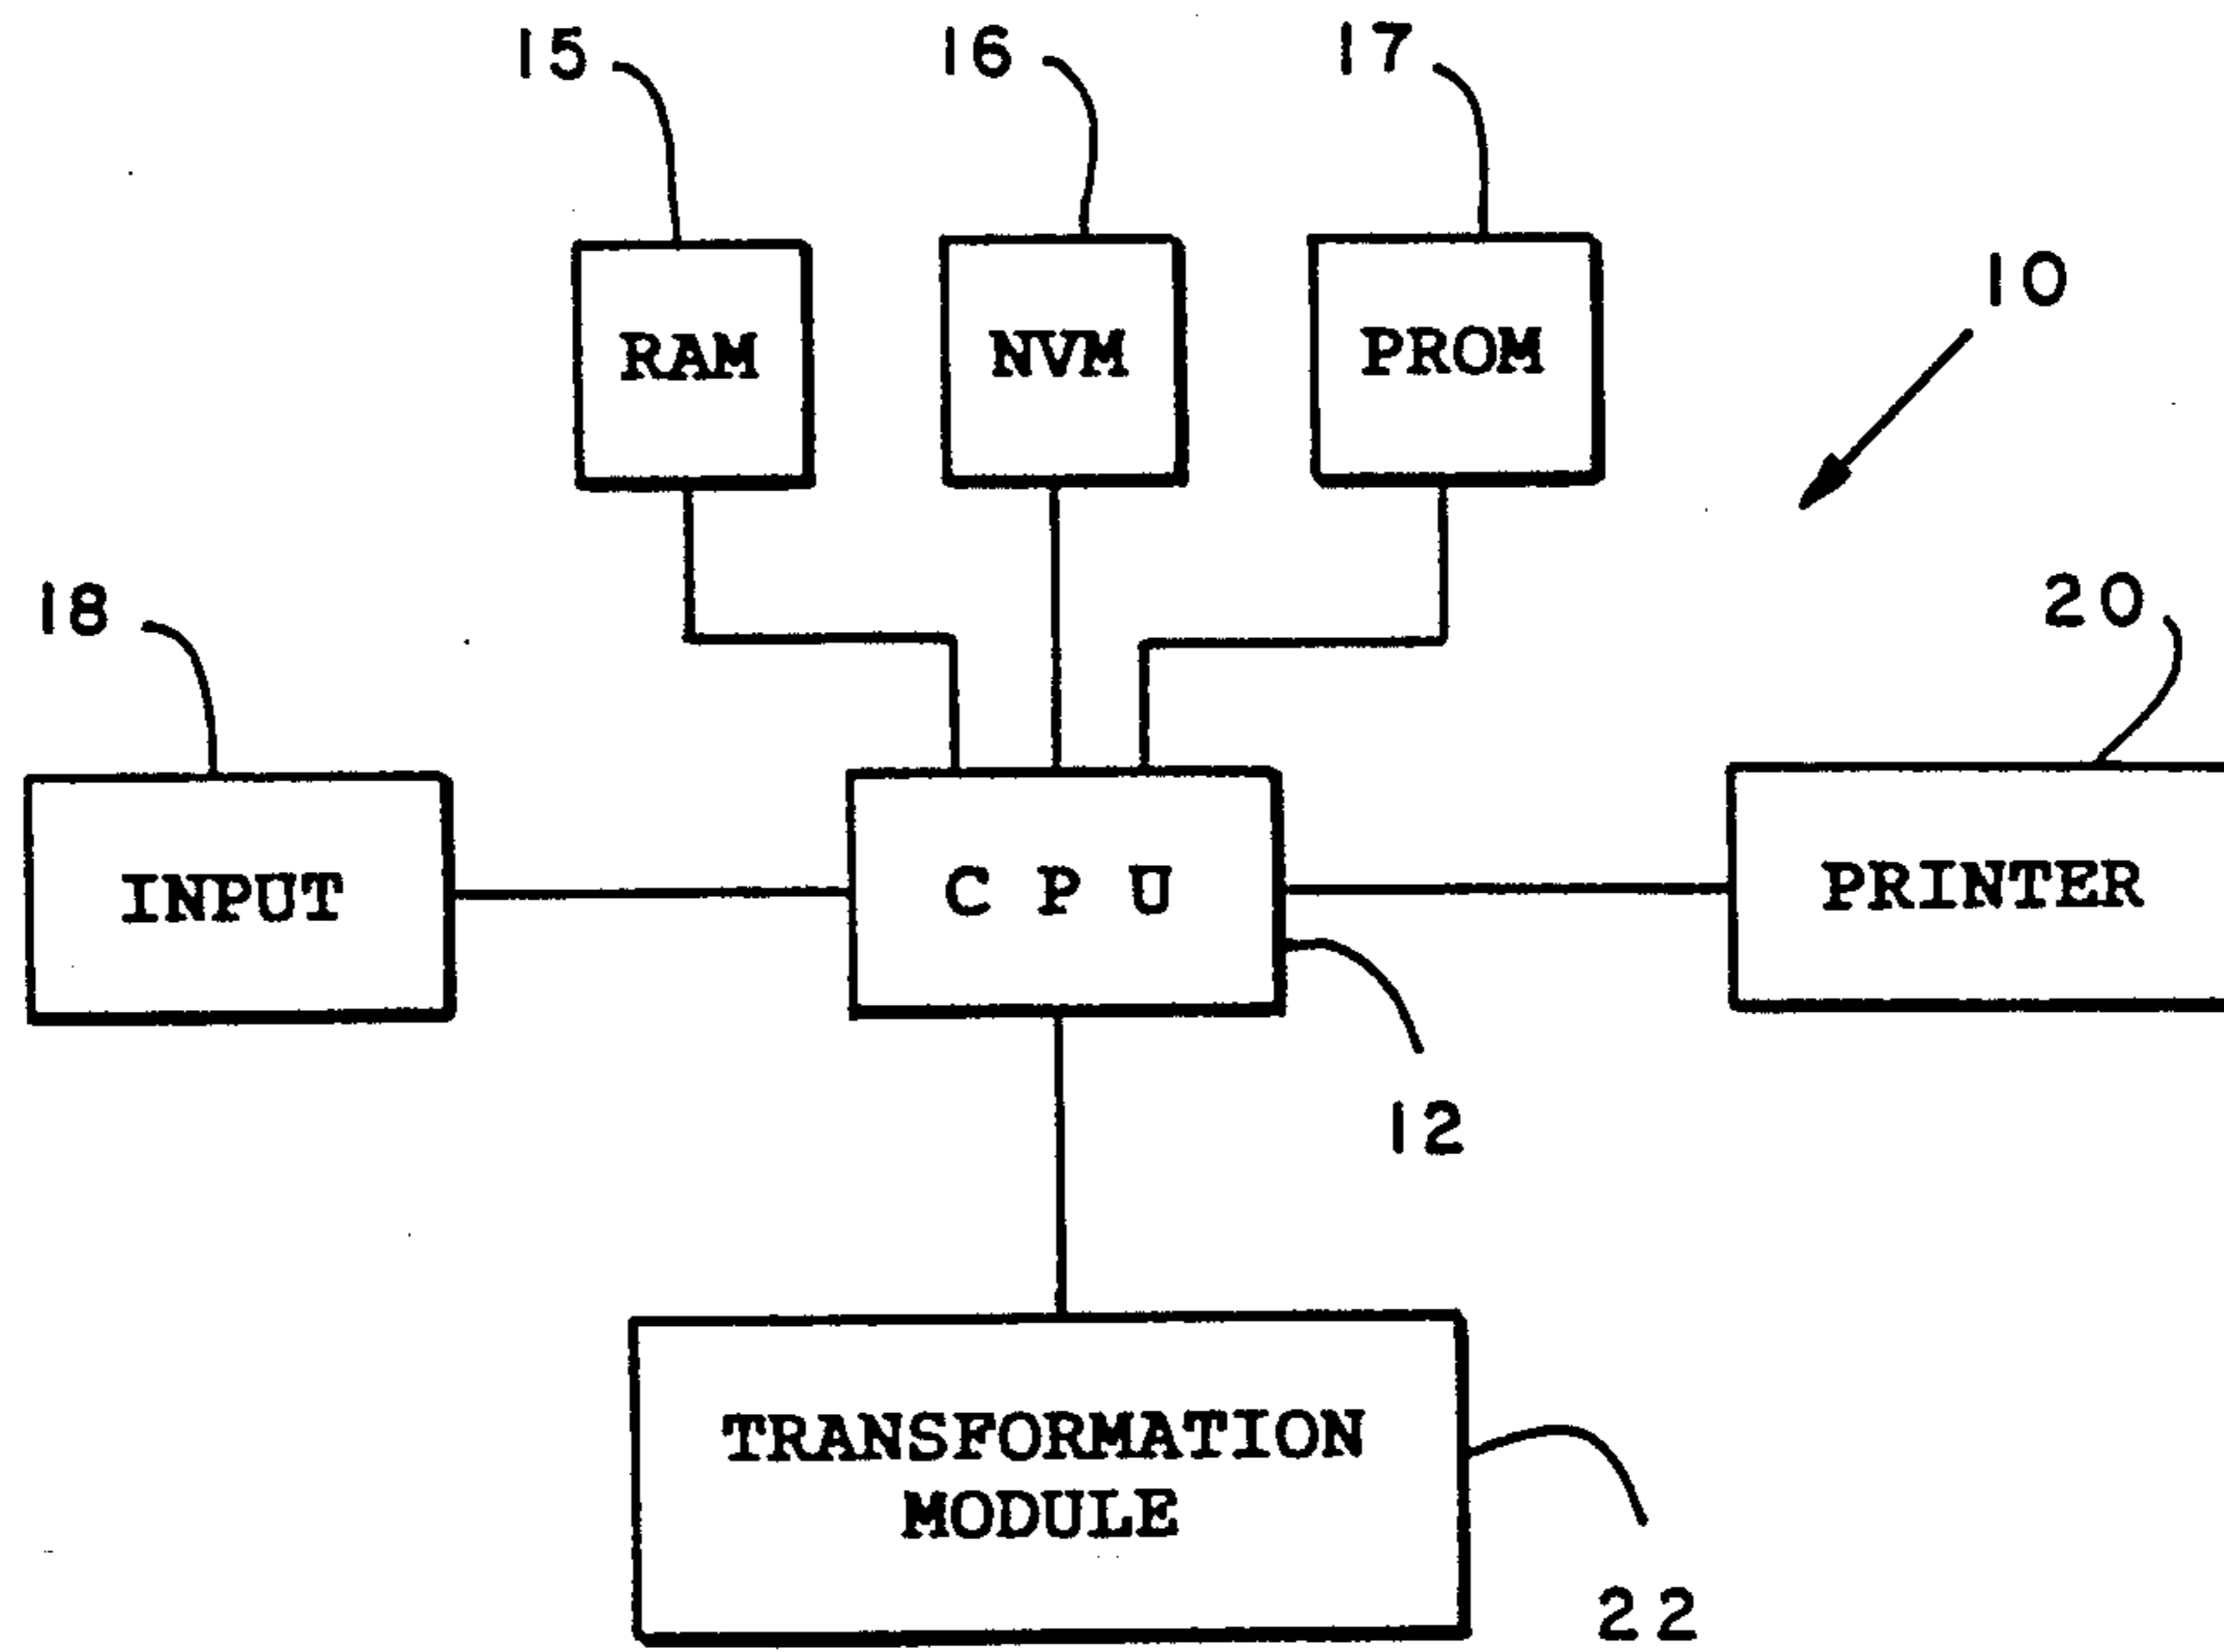 15
16
17
RAM
NVM
PROM
10
18
20
INPUT
C P U
PRINTER
12
TRANSFORMATION
MODULE
22